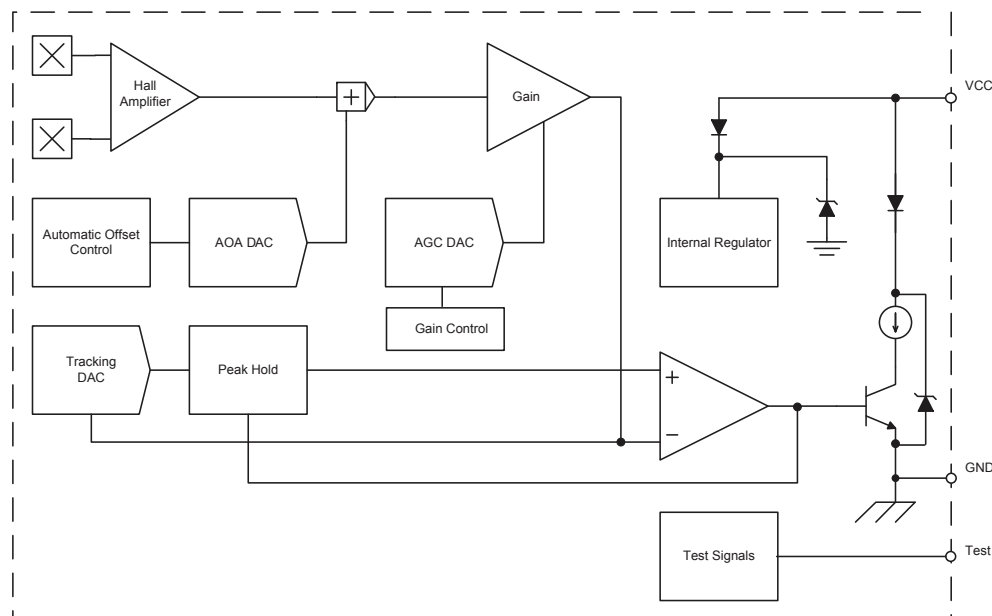 Hall
Amplifier
+
Gain
VCC
Automatic Offset
Control
AOA DAC
AGC DAC
Internal Regulator
Gain Control
Tracking
DAC
Peak Hold
+
−
GND
Test Signals
Test